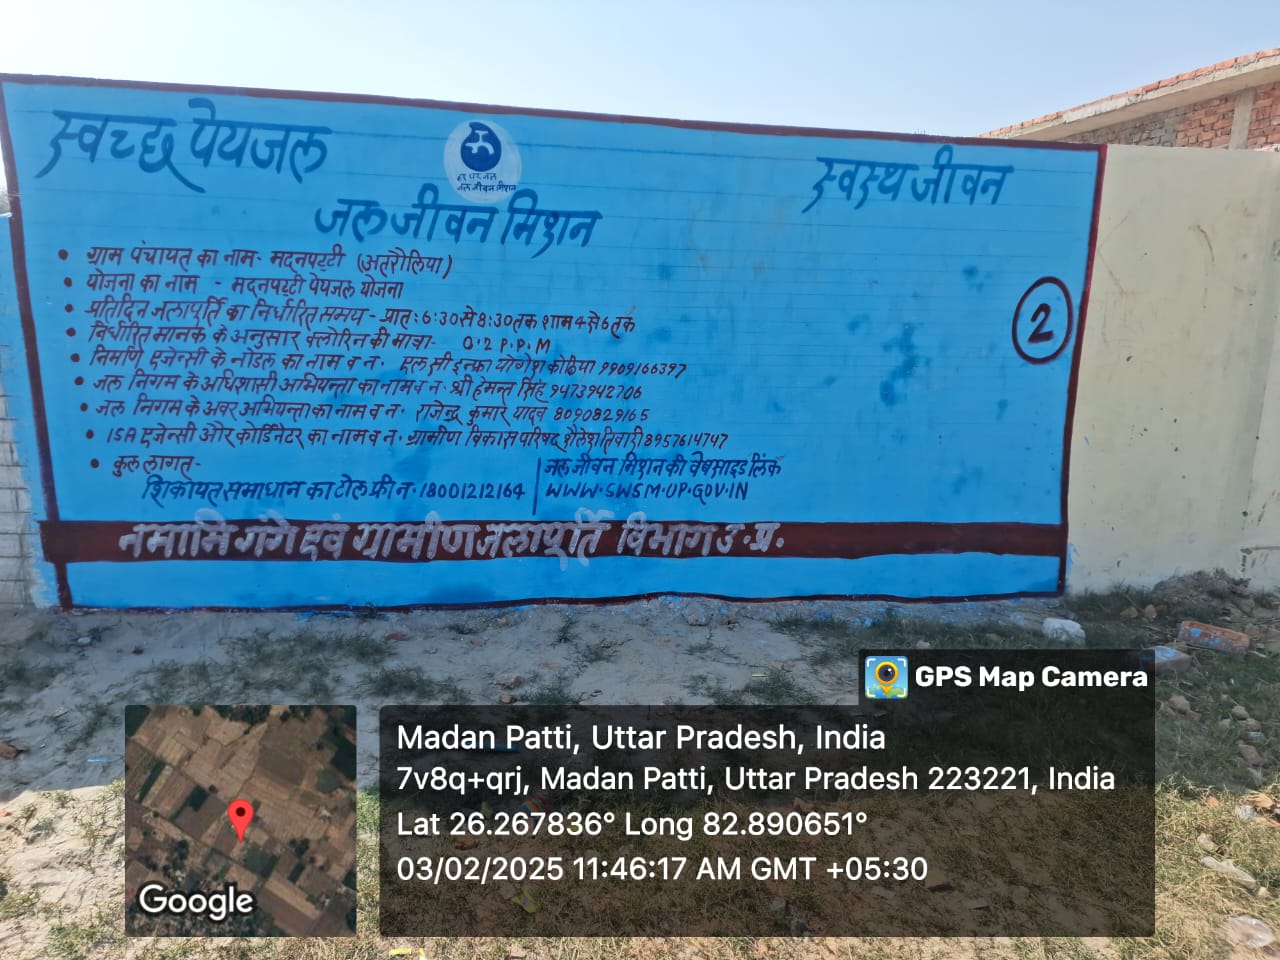 स्वच्छ पेयजल
स्वस्थ जीवन
हर घर जल
जल जीवन मिशन
जल जीवन मिशन
2
• ग्राम पंचायत का नाम- मदनपट्टी (अतरौलिया)
• योजना का नाम - मदनपट्टी पेयजल योजना
• प्रतिदिन जलापूर्ति का निर्धारित समय - प्रात: 6:30 से 8:30 तक शाम 4 से 6 तक
• निर्धारित मानक के अनुसार क्लोरिन की मात्रा- 0.2 P.P.M
• निर्माण एजेन्सी के नोडल का नाम व न. एल सी इन्फ्रा योगेश कोठिया 9909166397
• जल निगम के अधिशासी अभियन्ता का नाम व न. श्री हेमन्त सिंह 9473942706
• जल निगम के अवर अभियन्ता का नाम व न. राजेन्द्र कुमार यादव 8090829165
• ISA एजेन्सी और कोर्डिनेटर का नाम व न. ग्रामीण विकास परिषद शैलेश तिवारी 8957614747
• कुल लागत-
शिकायत समाधान का टोल फ्री न. 18001212164
जल जीवन मिशन की वेबसाइड लिंक
WWW.SWSM.UP.GOV.IN
नमामि गंगे एवं ग्रामीण जलापूर्ति विभाग उ.प्र.
GPS Map Camera
Madan Patti, Uttar Pradesh, India
7v8q+qrj, Madan Patti, Uttar Pradesh 223221, India
Lat 26.267836° Long 82.890651°
03/02/2025 11:46:17 AM GMT +05:30
Google